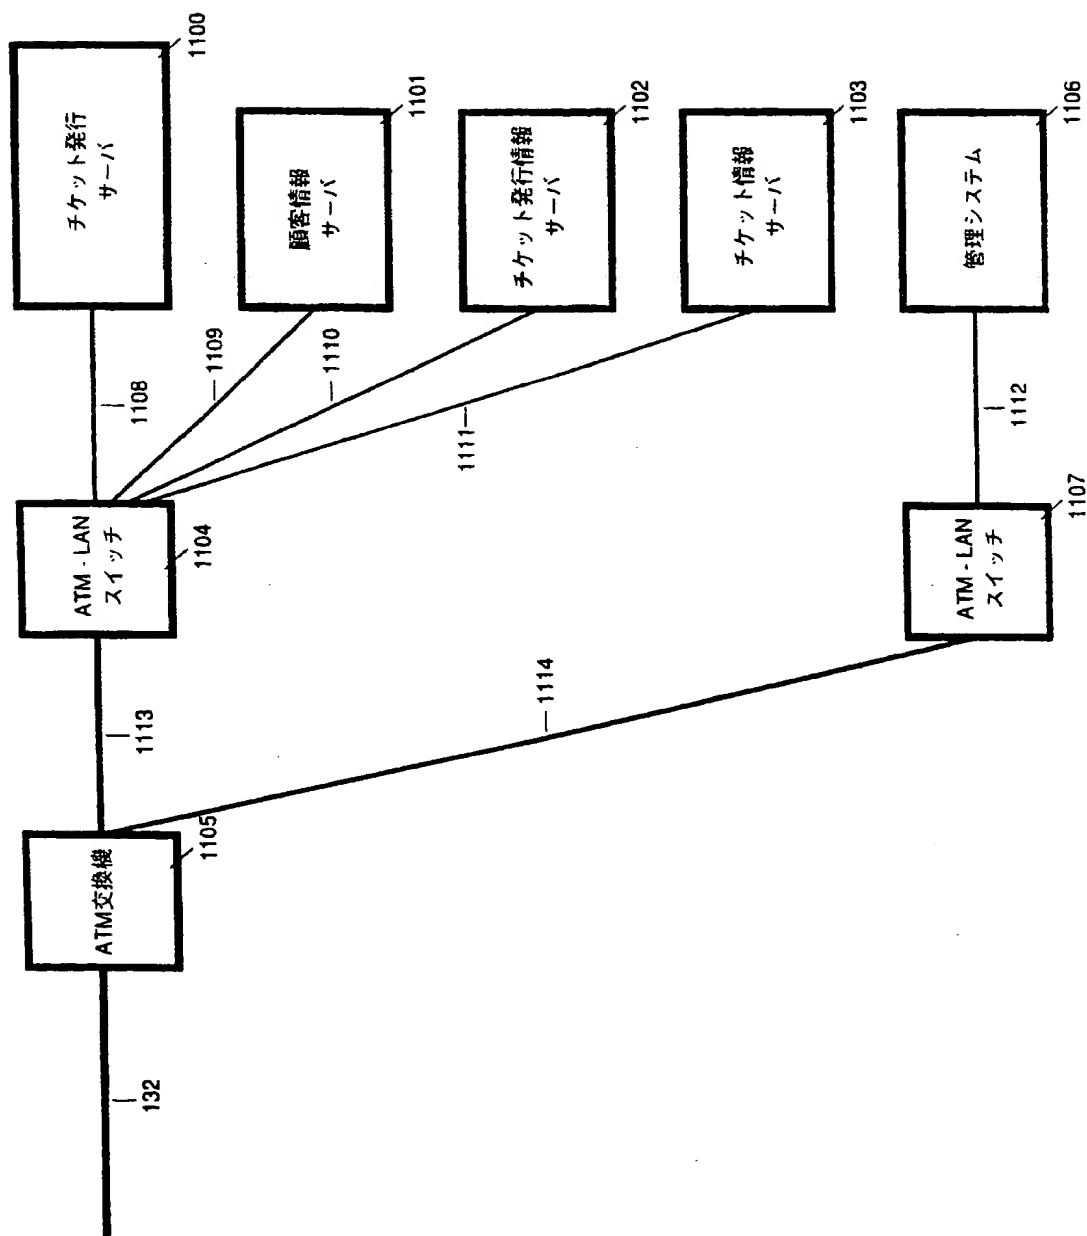 チケット発行
サーバ
1100
顧客情報
サーバ
1101
チケット発行情報
サーバ
1102
チケット情報
サーバ
1103
管理システム
1106
1108
1109
1110
1111
1112
ATM-LAN
スイッチ
1104
ATM-LAN
スイッチ
1107
1113
1114
ATM交換機
1105
132